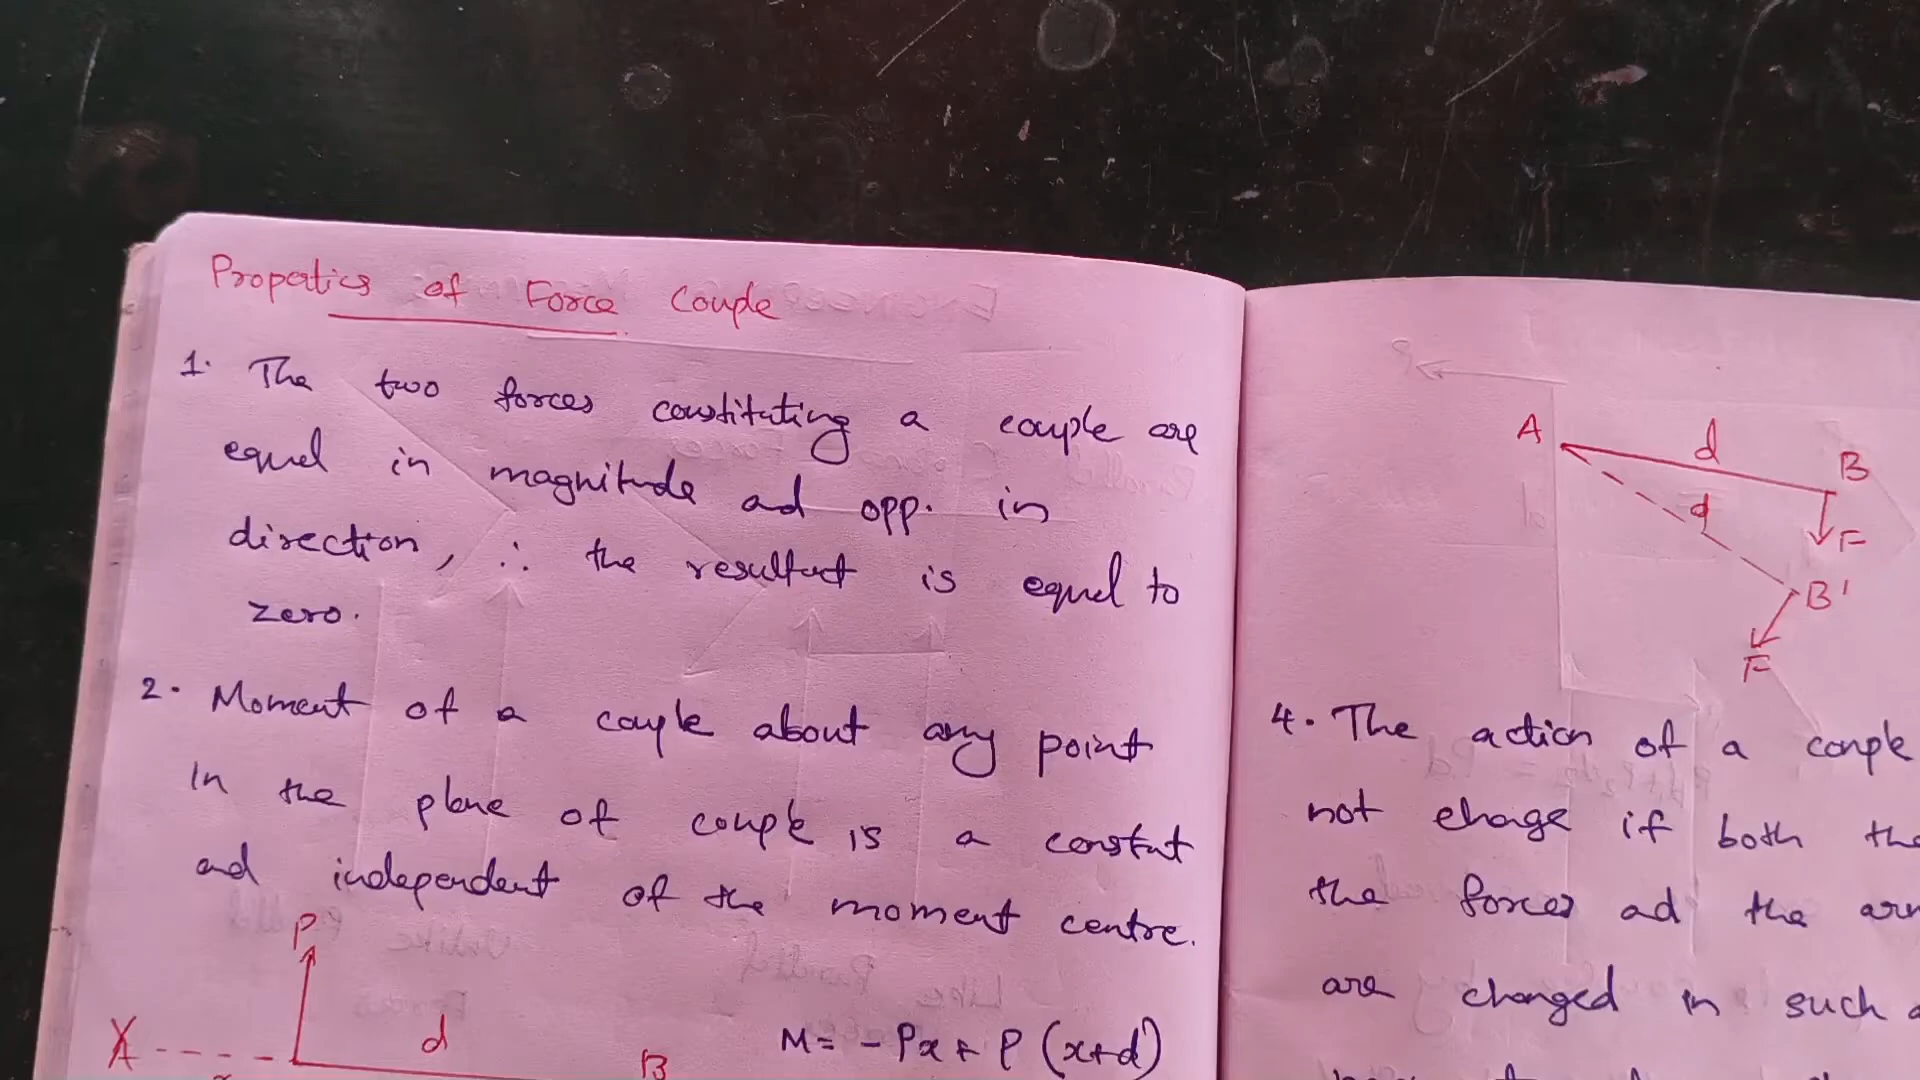 Properties of Force Couple
1. The two forces constituting a couple are
equal in magnitude ad opp. in
direction, ∴ the resultant is equal to
zero.
2. Moment of a couple about any point
in the plane of couple is a constant
and independent of the moment centre.
P
A d B
M= -Px + P (x+d)
A d B
d F
B'
F
4. The action of a couple
not change if both the
the forces ad the arm
are changed in such a